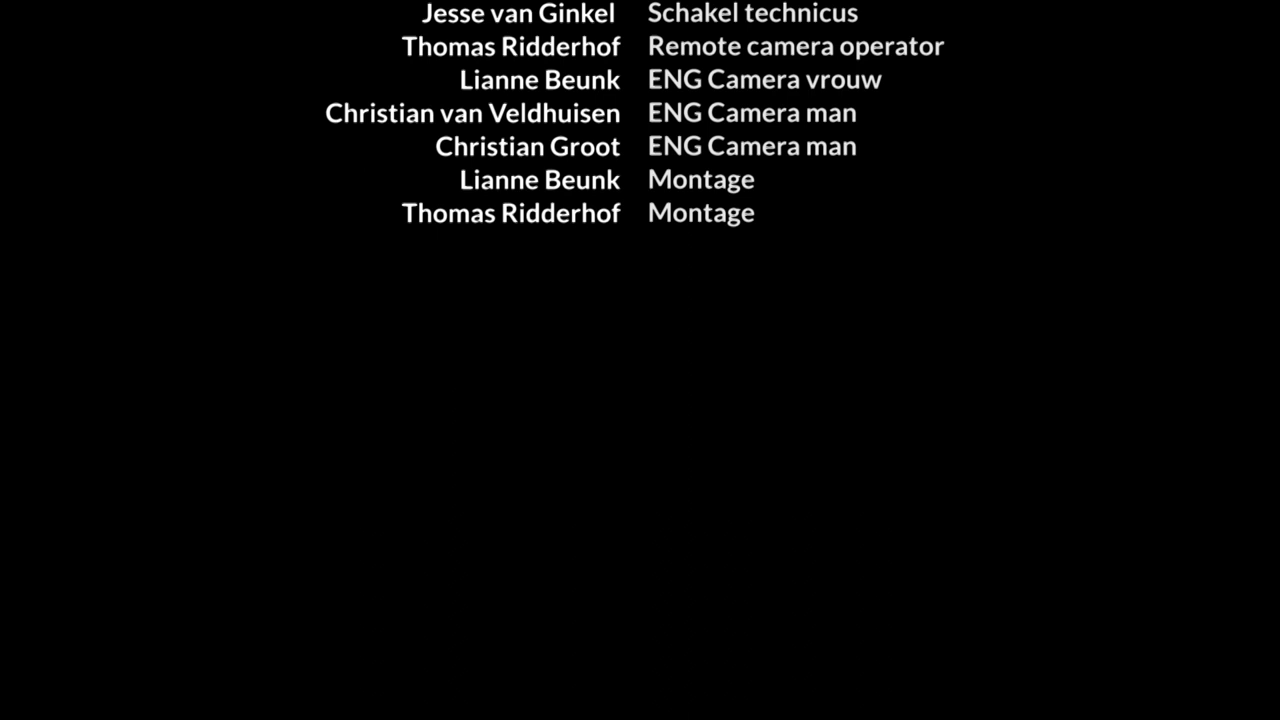 Jesse van Ginkel Schakel technicus
Thomas Ridderhof Remote camera operator
Lianne Beunk ENG Camera vrouw
Christian van Veldhuisen ENG Camera man
Christian Groot ENG Camera man
Lianne Beunk Montage
Thomas Ridderhof Montage